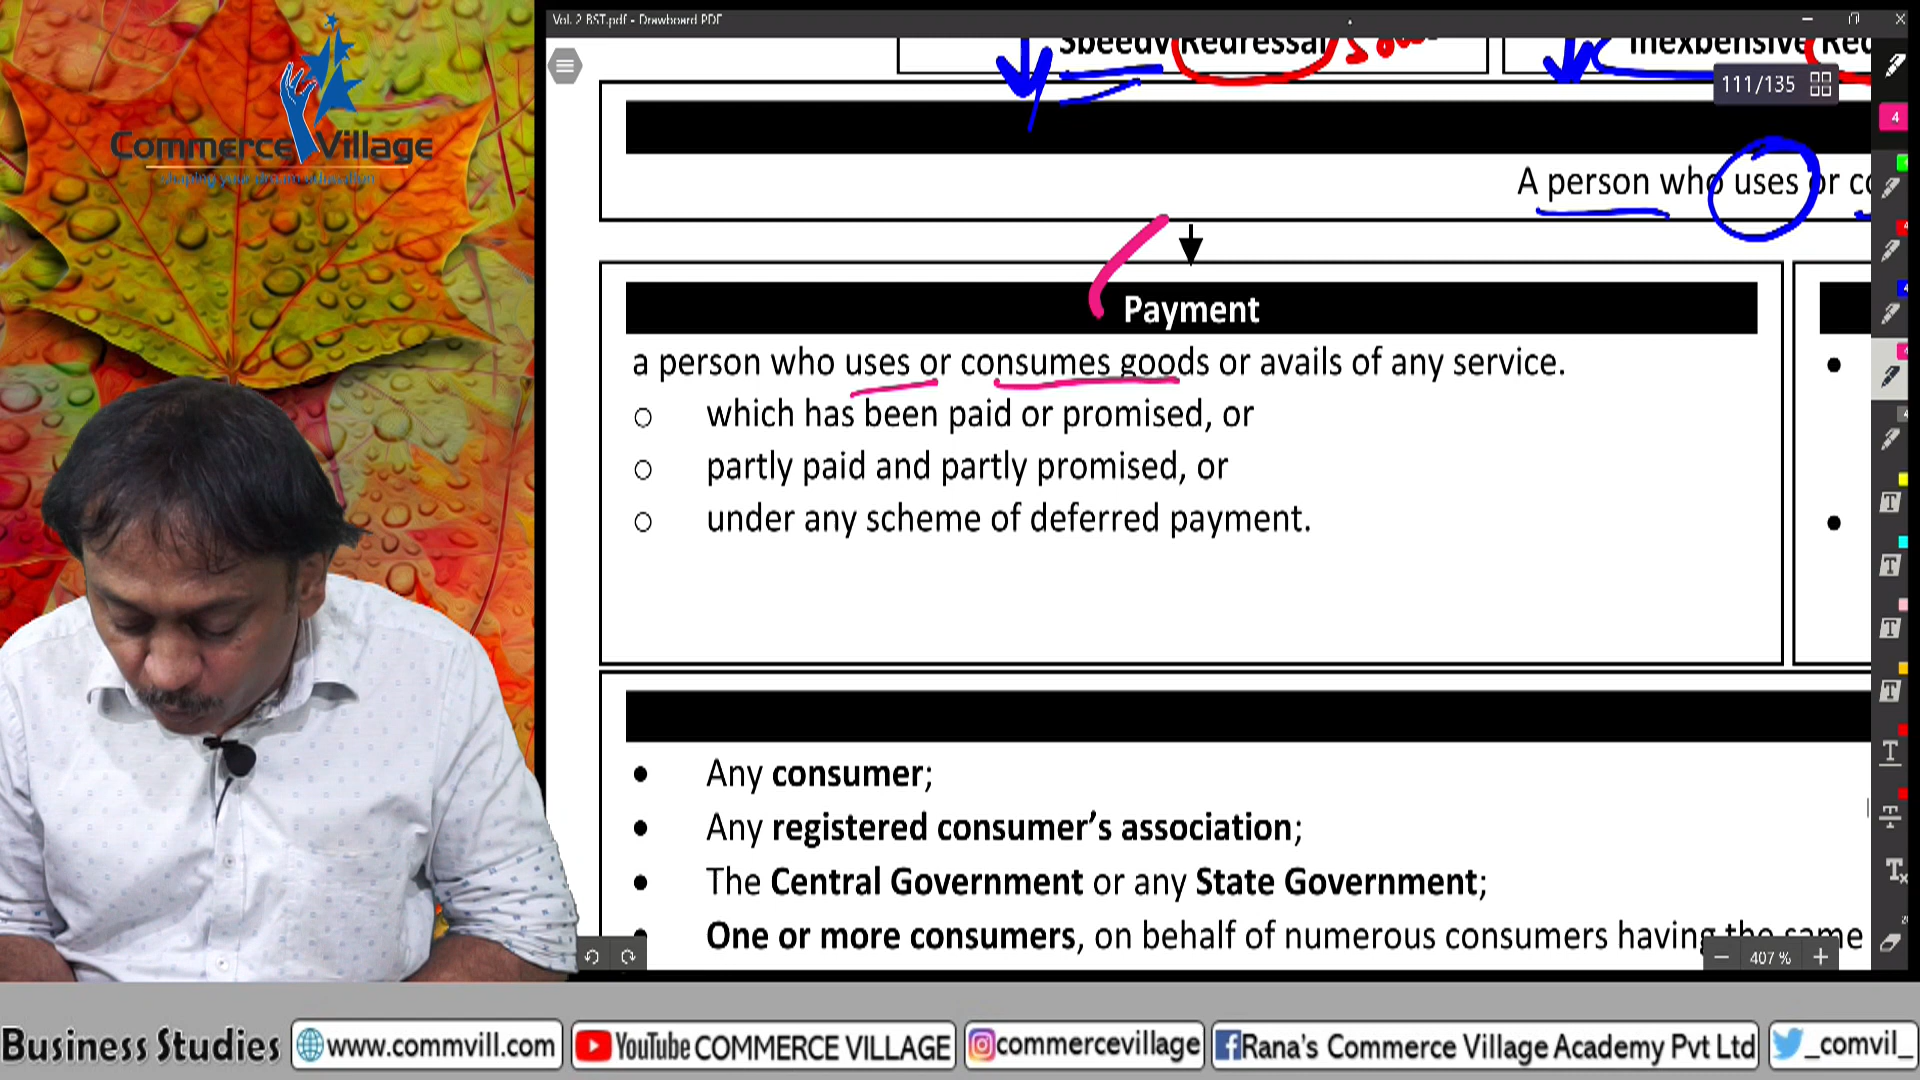 Vol. 2 BST.pdf - Drawboard PDF
Commerce Village
shaping your dream education
Speedy Redressal
Inexpensive Red
111/135
A person who uses or co
Payment
a person who uses or consumes goods or avails of any service.
o which has been paid or promised, or
o partly paid and partly promised, or
o under any scheme of deferred payment.
• Any consumer;
• Any registered consumer’s association;
• The Central Government or any State Government;
• One or more consumers, on behalf of numerous consumers having the same
407 %
Business Studies
www.commvill.com
YouTube COMMERCE VILLAGE
commercevillage
Rana's Commerce Village Academy Pvt Ltd
_comvil_